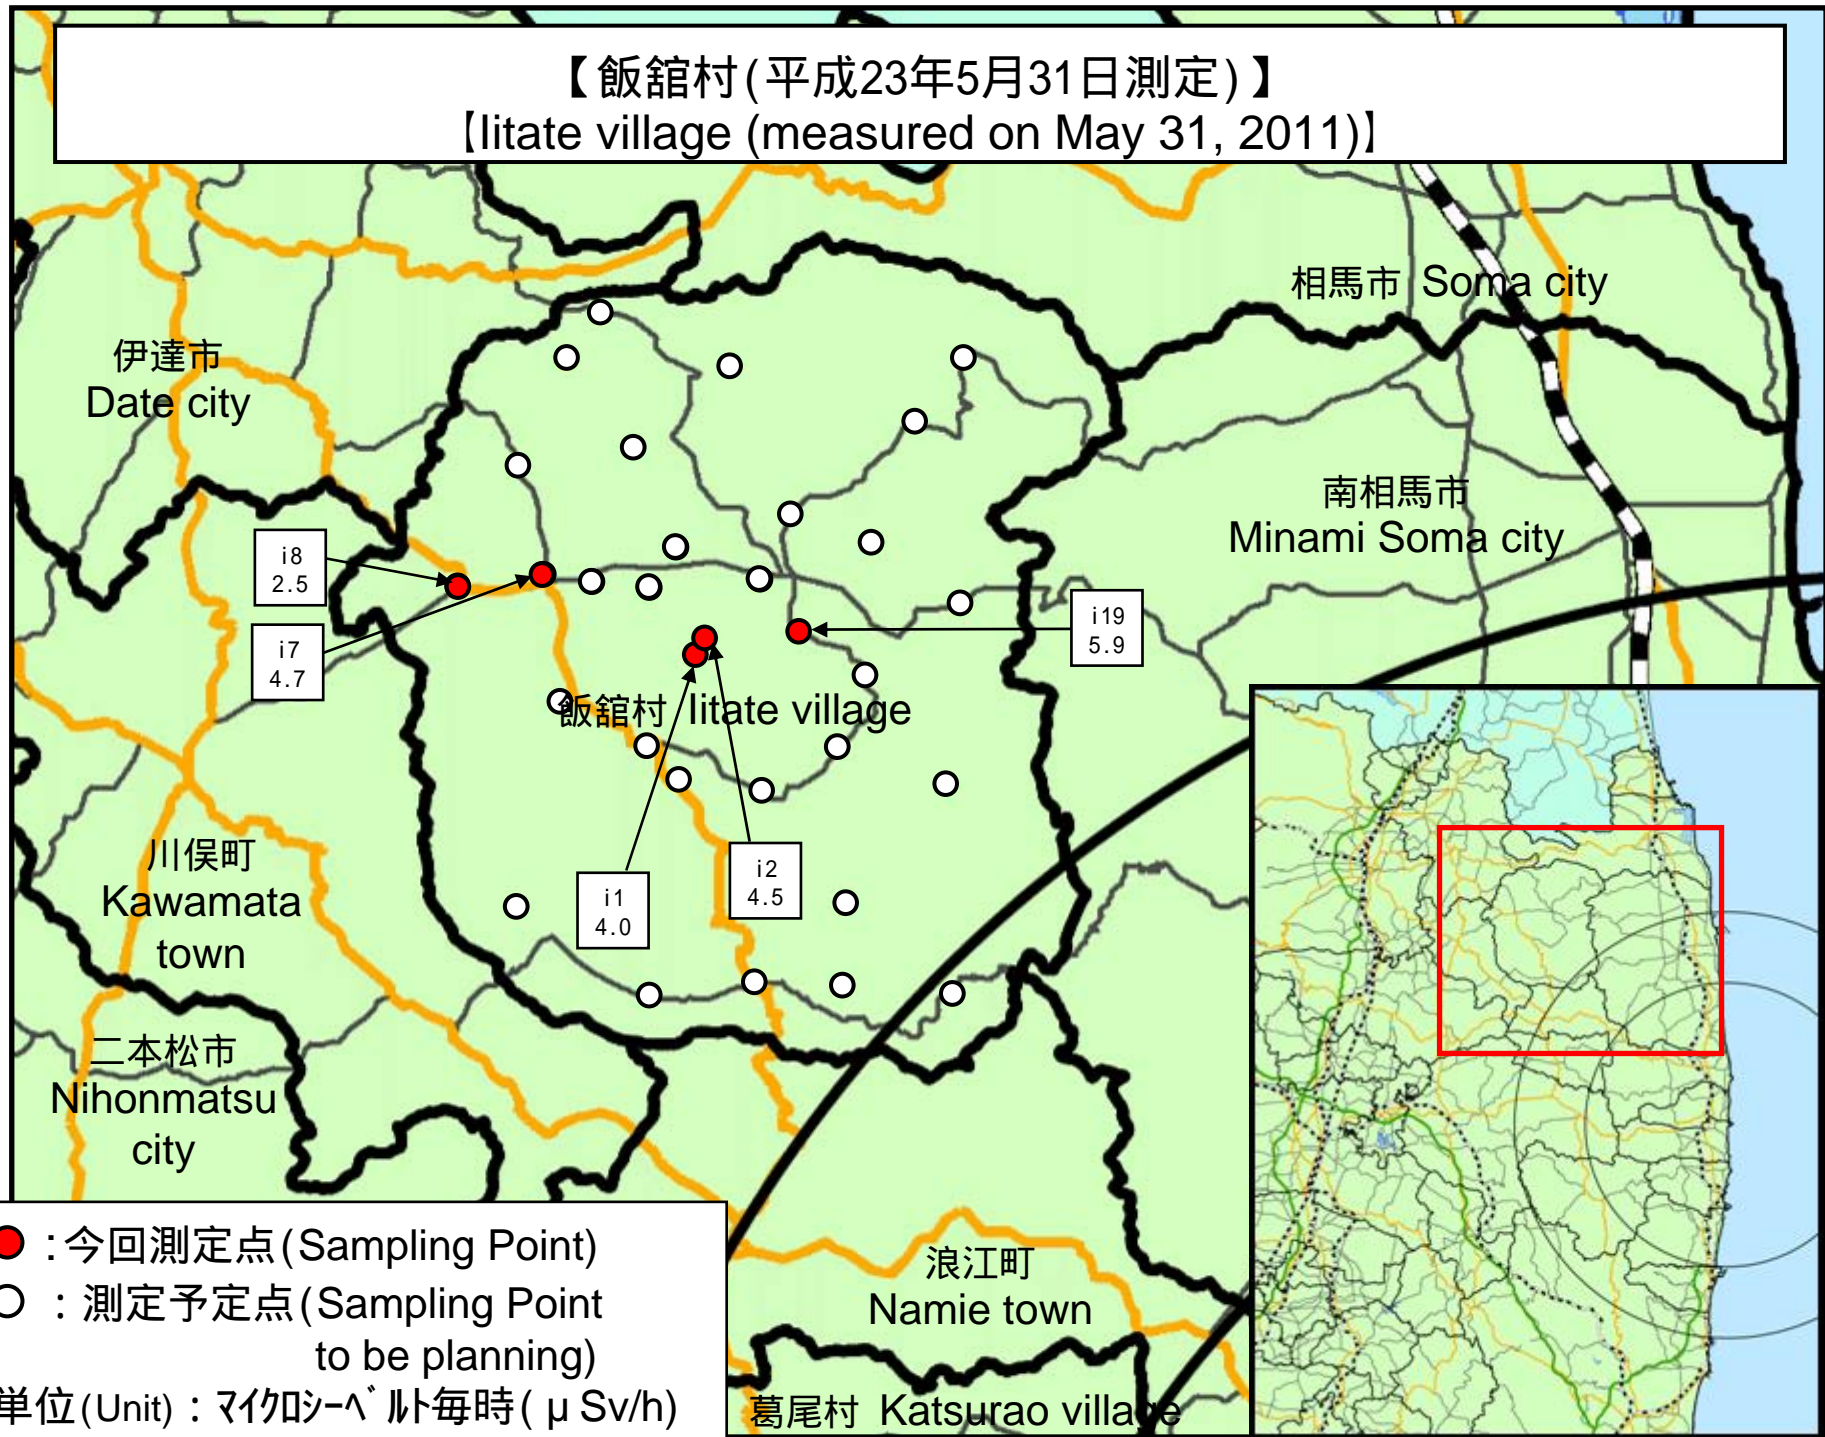 【飯舘村(平成23年5月31日測定)】
【Iitate village (measured on May 31, 2011)】
相馬市 Soma city
伊達市
Date city
南相馬市
Minami Soma city
i8
2.5
i7
4.7
i19
5.9
飯舘村 Iitate village
i2
4.5
i1
4.0
川俣町
Kawamata
town
二本松市
Nihonmatsu
city
浪江町
Namie town
葛尾村 Katsurao village
:今回測定点(Sampling Point)
:測定予定点(Sampling Point
to be planning)
単位(Unit):マイクロシーベルト毎時(μSv/h)